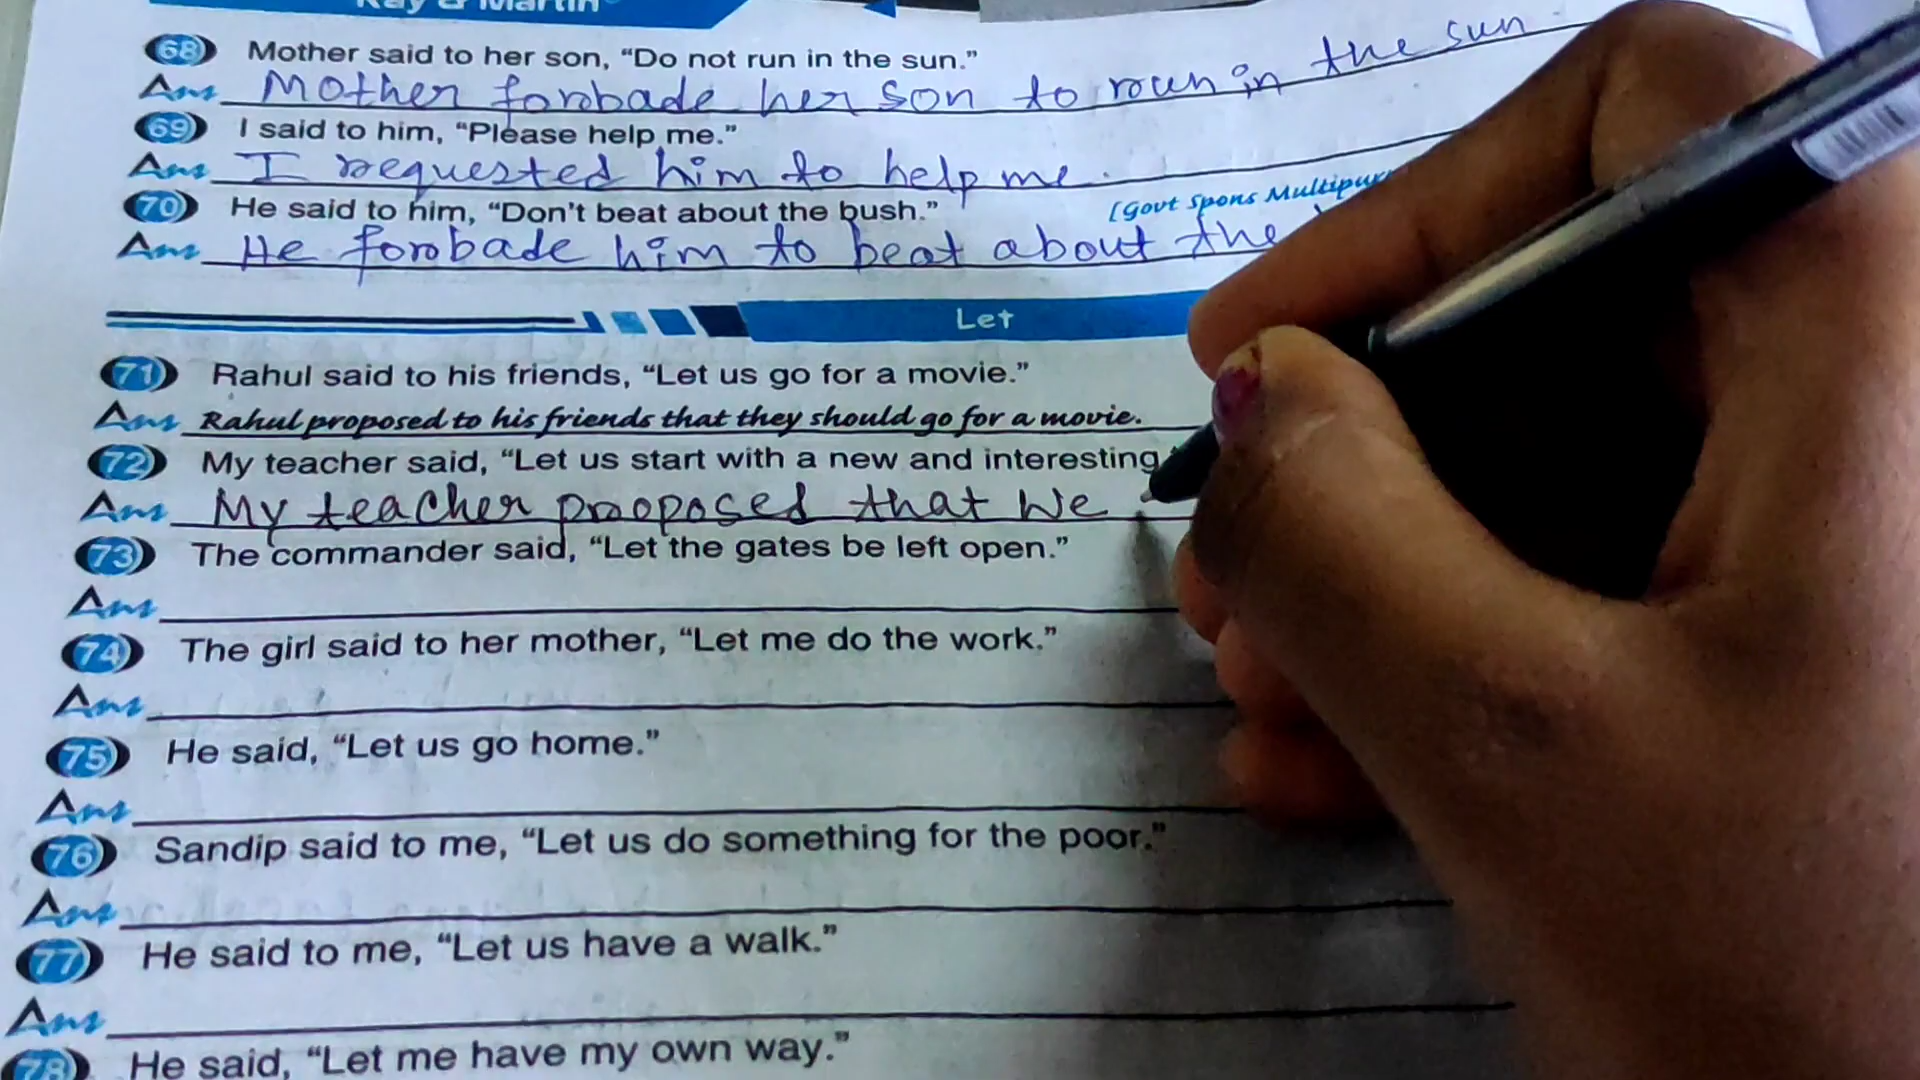 Ray & Martin
68 Mother said to her son, “Do not run in the sun.”
Ans Mother forbade her son to run in the sun.
69 I said to him, “Please help me.”
Ans I requested him to help me.
70 He said to him, “Don't beat about the bush.”
[Govt Spons
Ans He forbade him to beat about the
Let
71 Rahul said to his friends, “Let us go for a movie.”
Ans Rahul proposed to his friends that they should go for a movie.
72 My teacher said, “Let us start with a new and interesting
Ans My teacher proposed that We
73 The commander said, “Let the gates be left open.”
Ans
74 The girl said to her mother, “Let me do the work.”
Ans
75 He said, “Let us go home.”
Ans
76 Sandip said to me, “Let us do something for the poor.”
Ans
77 He said to me, “Let us have a walk.”
Ans
78 He said, “Let me have my own way.”